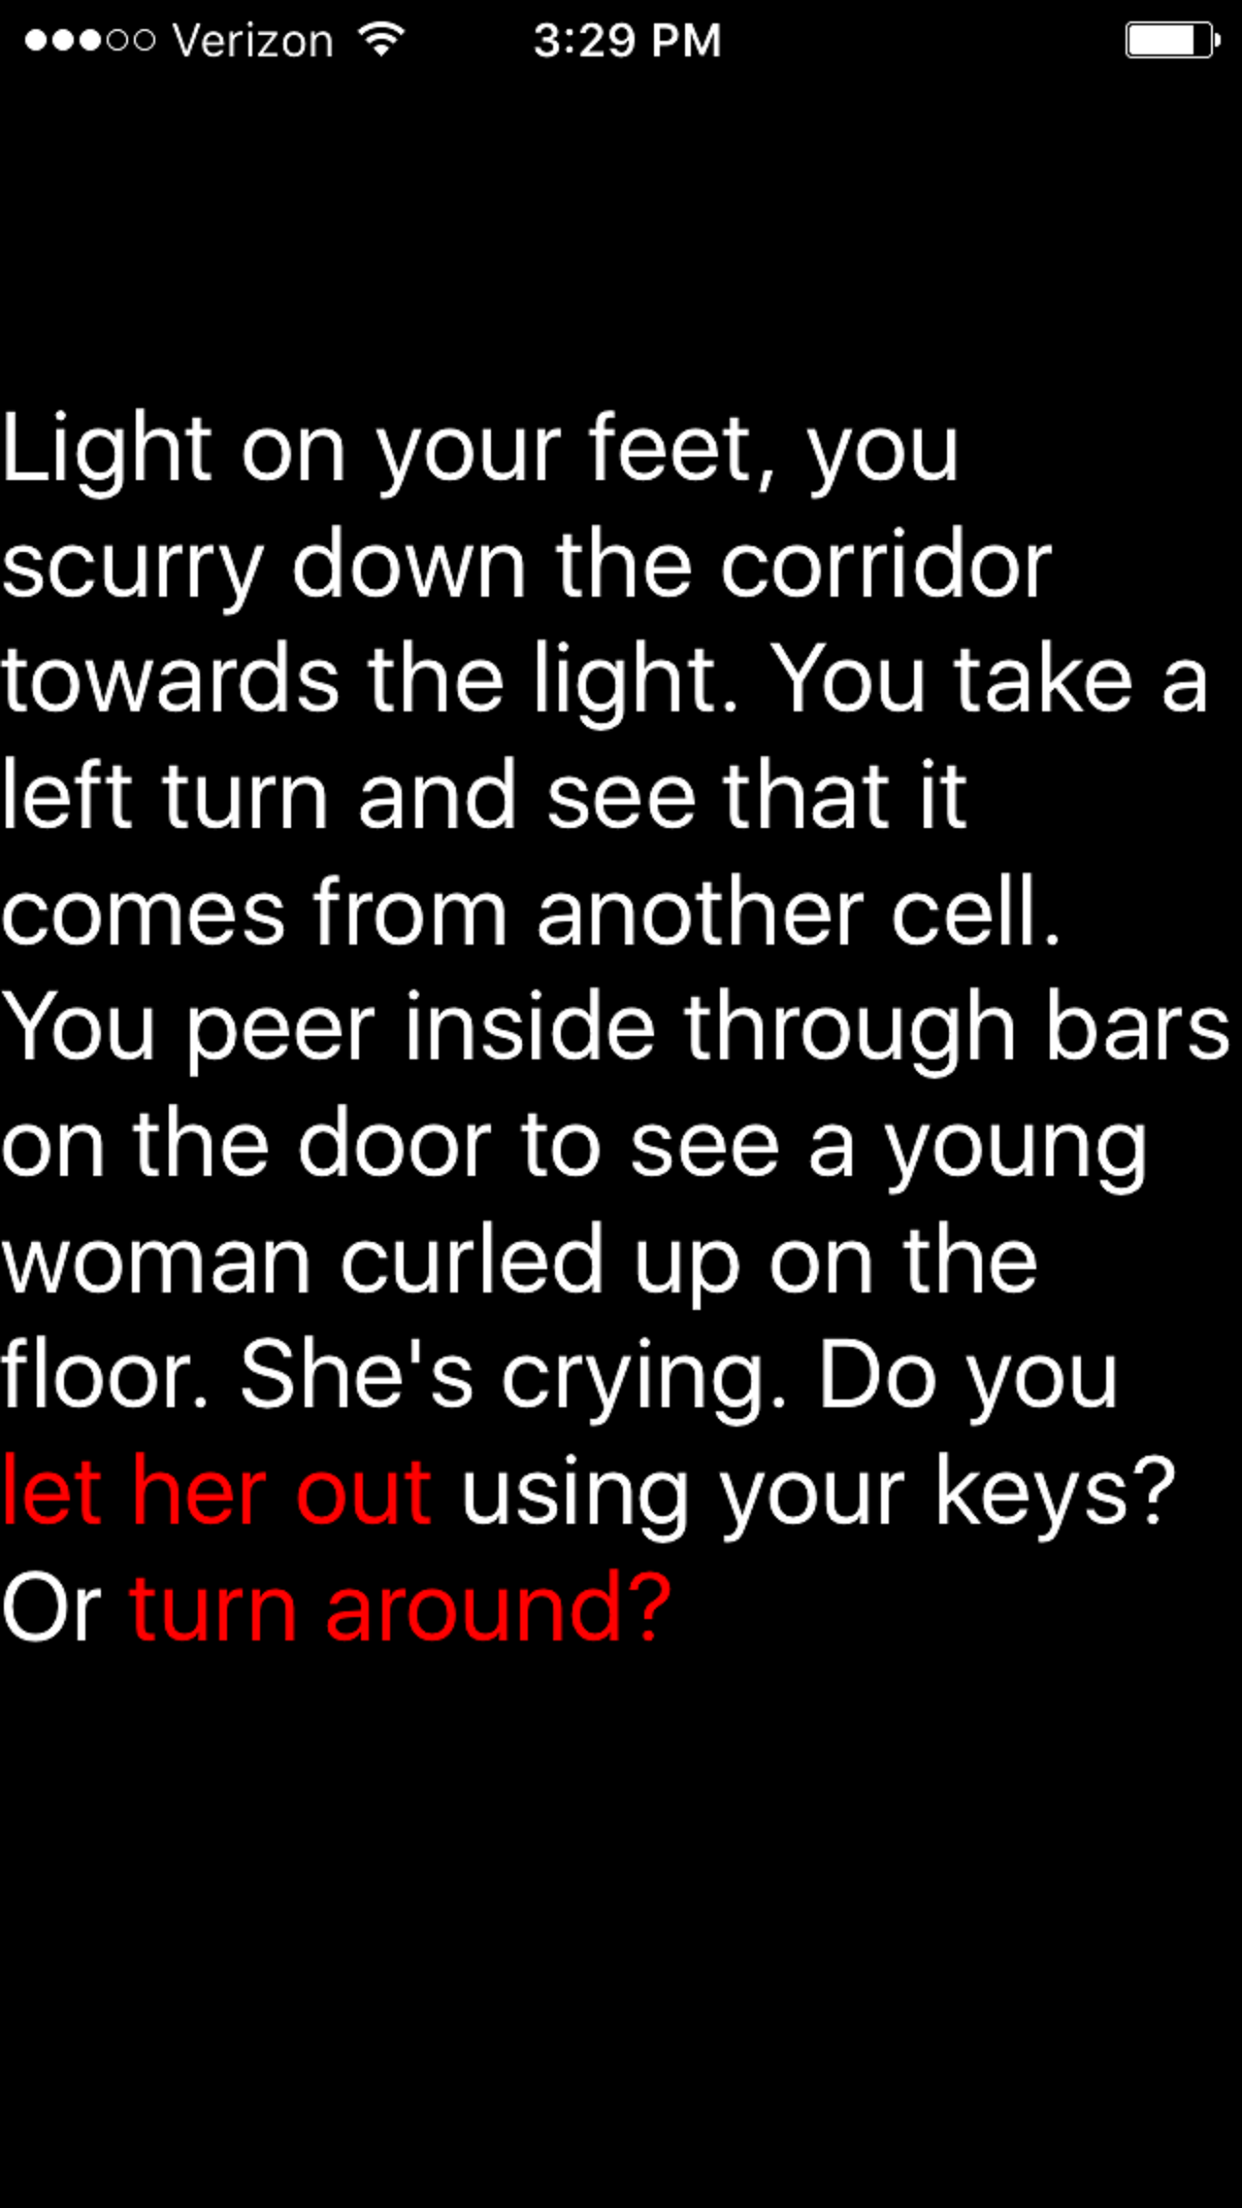 Verizon 3:29 PM
Light on your feet, you
scurry down the corridor
towards the light. You take a
left turn and see that it
comes from another cell.
You peer inside through bars
on the door to see a young
woman curled up on the
floor. She's crying. Do you
let her out using your keys?
Or turn around?